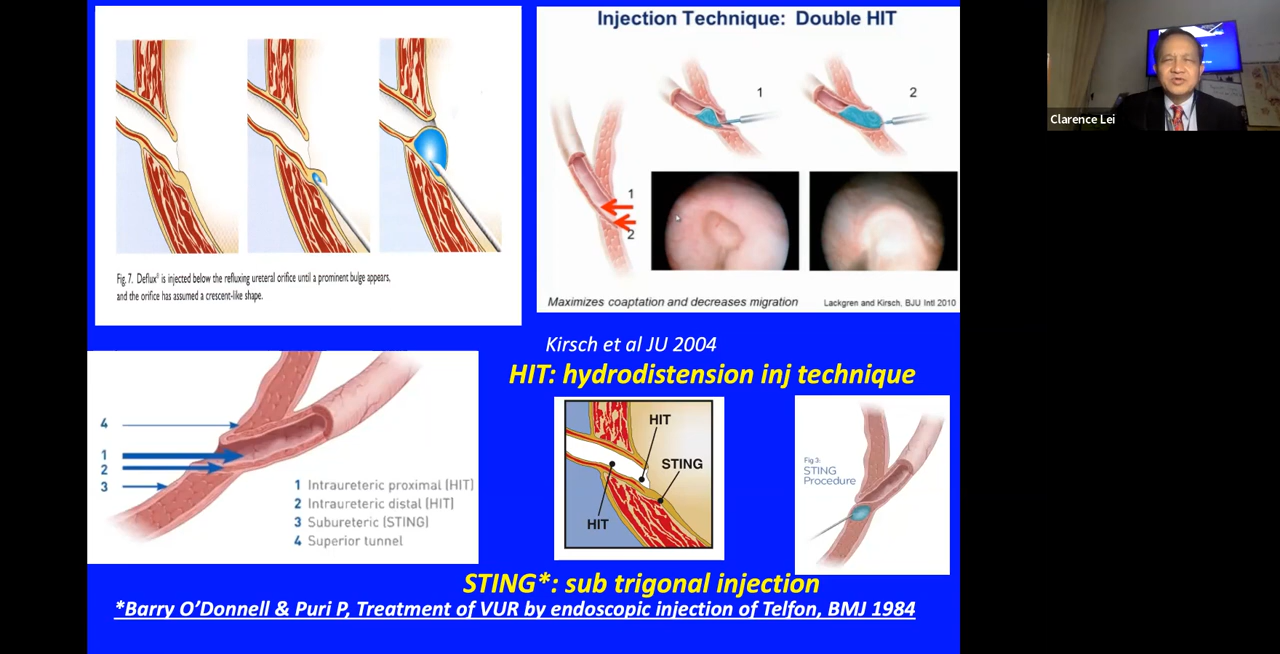 Fig. 7. Deflux® is injected below the refluxing ureteral orifice until a prominent bulge appears,
and the orifice has assumed a crescent-like shape.
Injection Technique: Double HIT
1
2
1
2
Maximizes coaptation and decreases migration
Lackgren and Kirsch, BJU Intl 2010
Clarence Lei
Kirsch et al JU 2004
HIT: hydrodistension inj technique
4
1
2
3
1 Intraureteric proximal (HIT)
2 Intraureteric distal (HIT)
3 Subureteric (STING)
4 Superior tunnel
HIT
STING
HIT
Fig 3:
STING
Procedure
STING*: sub trigonal injection
*Barry O’Donnell & Puri P, Treatment of VUR by endoscopic injection of Telfon, BMJ 1984